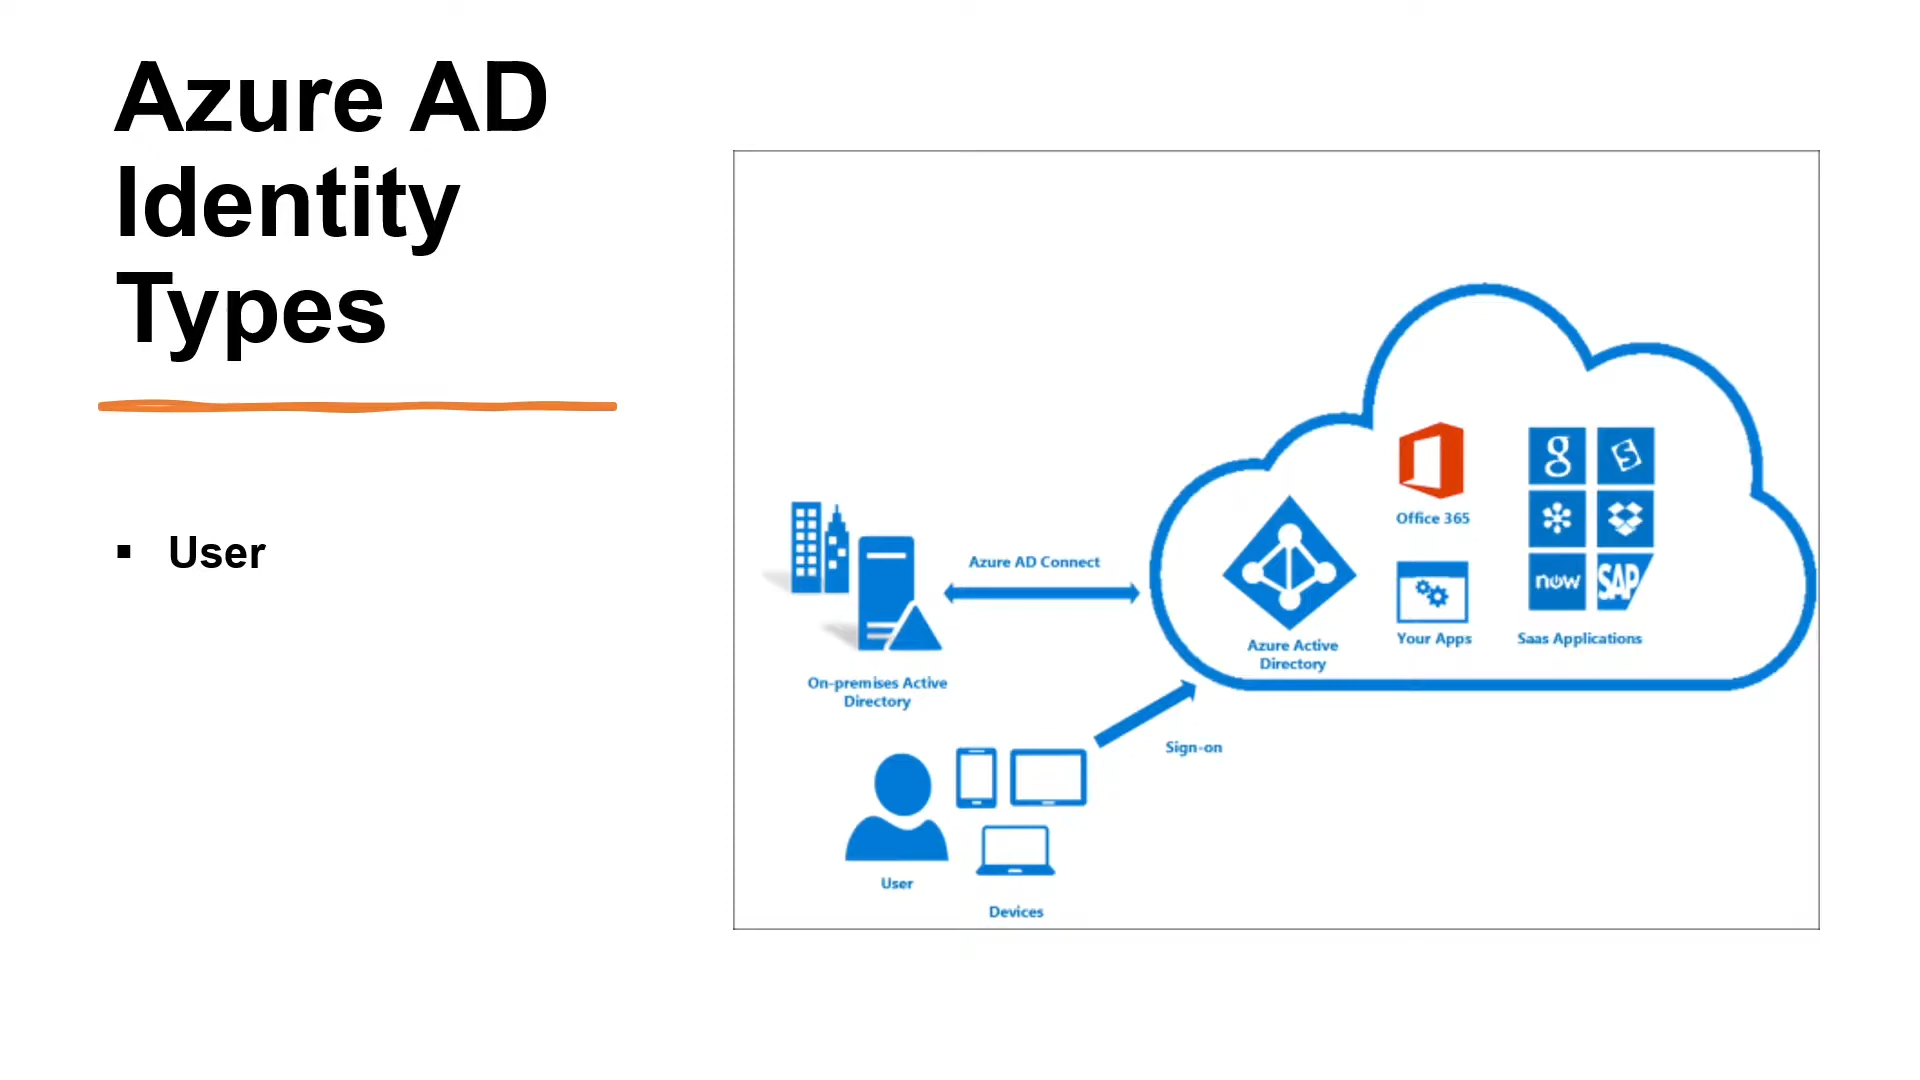 Azure AD
Identity
Types
▪ User
Azure AD Connect
On-premises Active
Directory
Azure Active
Directory
Office 365
Your Apps
g
S
now
SAP
Saas Applications
Sign-on
User
Devices